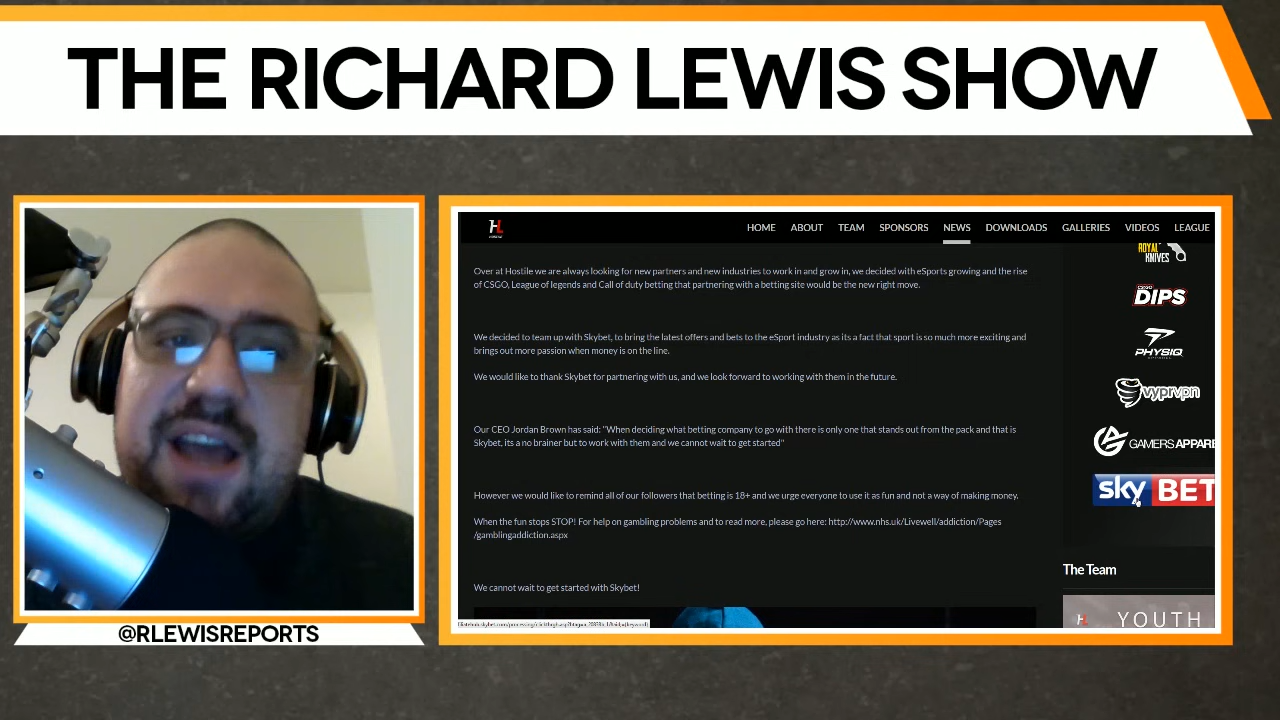 THE RICHARD LEWIS SHOW
@RLEWISREPORTS
HOME ABOUT TEAM SPONSORS NEWS DOWNLOADS GALLERIES VIDEOS LEAGUE
Over at Hostile we are always looking for new partners and new industries to work in and grow in, we decided with eSports growing and the rise
of CSGO, League of legends and Call of duty betting that partnering with a betting site would be the new right move.
We decided to team up with Skybet, to bring the latest offers and bets to the eSport industry as its a fact that sport is so much more exciting and
brings out more passion when money is on the line.
We would like to thank Skybet for partnering with us, and we look forward to working with them in the future.
Our CEO Jordan Brown has said: "When deciding what betting company to go with there is only one that stands out from the pack and that is
Skybet, its a no brainer but to work with them and we cannot wait to get started"
However we would like to remind all of our followers that betting is 18+ and we urge everyone to use it as fun and not a way of making money.
When the fun stops STOP! For help on gambling problems and to read more, please go here: http://www.nhs.uk/Livewell/addiction/Pages
/gamblingaddiction.aspx
We cannot wait to get started with Skybet!
ROYAL
KNIVES
CSGO
DIPS
PHYSIQ
vyprvpn
GAMERS APPARE
sky BET
The Team
HL YOUTH